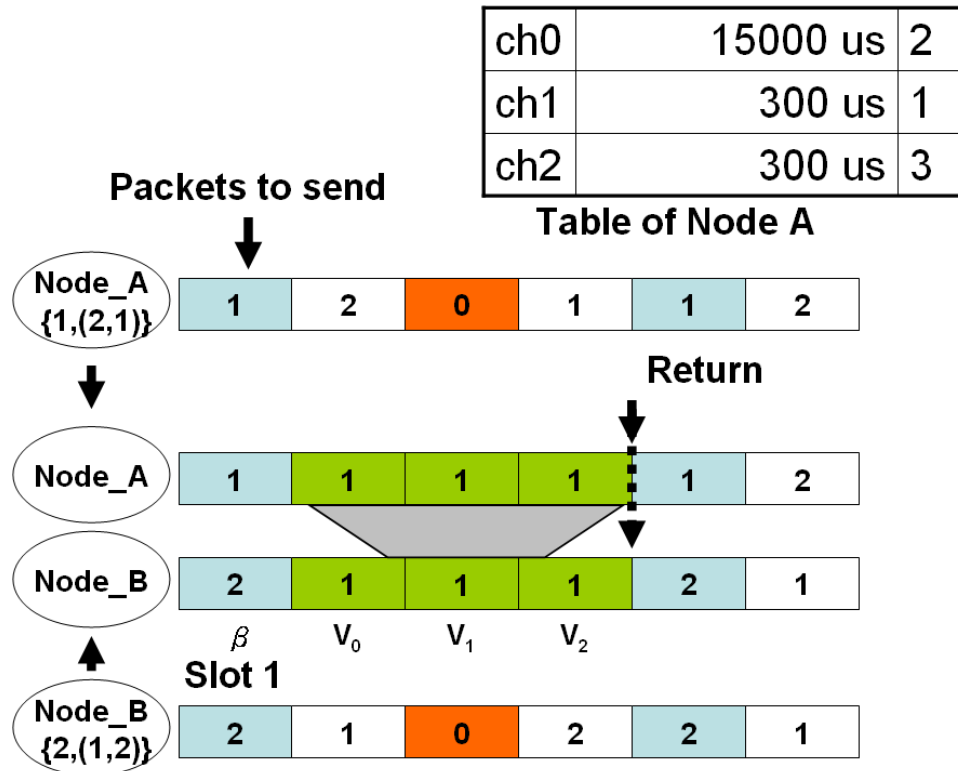 ch0 15000 us 2
ch1 300 us 1
ch2 300 us 3
Packets to send
Table of Node A
Node_A
{1,(2,1)}
1 2 0 1 1 2
Return
Node_A
1 1 1 1 1 2
Node_B
2 1 1 1 2 1
β V0 V1 V2
Slot 1
Node_B
{2,(1,2)}
2 1 0 2 2 1